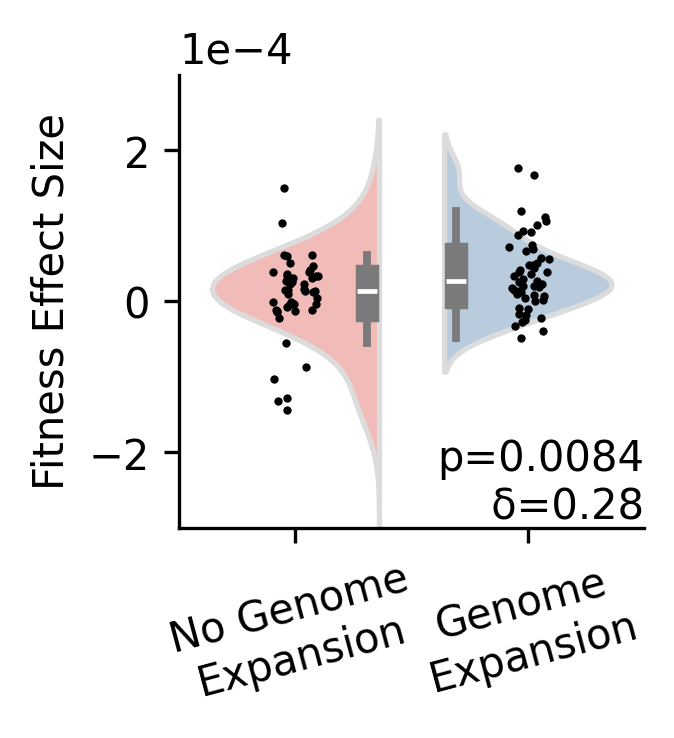 1e−4
Fitness Effect Size
2
0
−2
p=0.0084
δ=0.28
No Genome
Expansion
Genome
Expansion